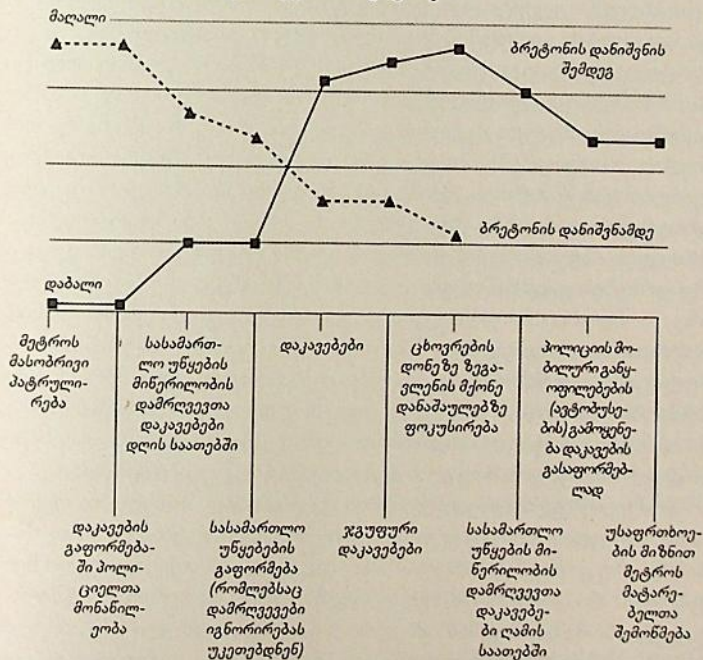 მაღალი
ბრეტონის დანიშვნის
შემდეგ
ბრეტონის დანიშვნამდე
დაბალი
მეტროს
მასობრივი
პატრული-
რება
სასამართ-
ლო უწყების
მიწერილობის
დამრღვევთა
დაკავებები
დღის საათებში
დაკავებები
ცხოვრების
დონეზე ზეგა-
ვლენის მქონე
დანაშაულებზე
ფოკუსირება
პოლიციის მო-
ბილური განყ-
ოფილებების
(ავტობუსე-
ბის) გამოყენე-
ბა დაკავების
გასაფორმებ-
ლად
დაკავების
გაფორმება-
ში პოლი-
ციელთა
მონაწილ-
ეობა
სასამართლო
უწყებების
გაფორმება
(რომლებსაც
დამრღვევები
იგნორირებას
უკეთებდნენ)
ჯგუფური
დაკავებები
სასამართლო
უწყების მი-
წერილობის
დამრღვევთა
დაკავებე-
ბი ღამის
საათებში
უსაფრთხოე-
ბის მიზნით
მეტროს
მატარე-
ბელთა
შემოწმება